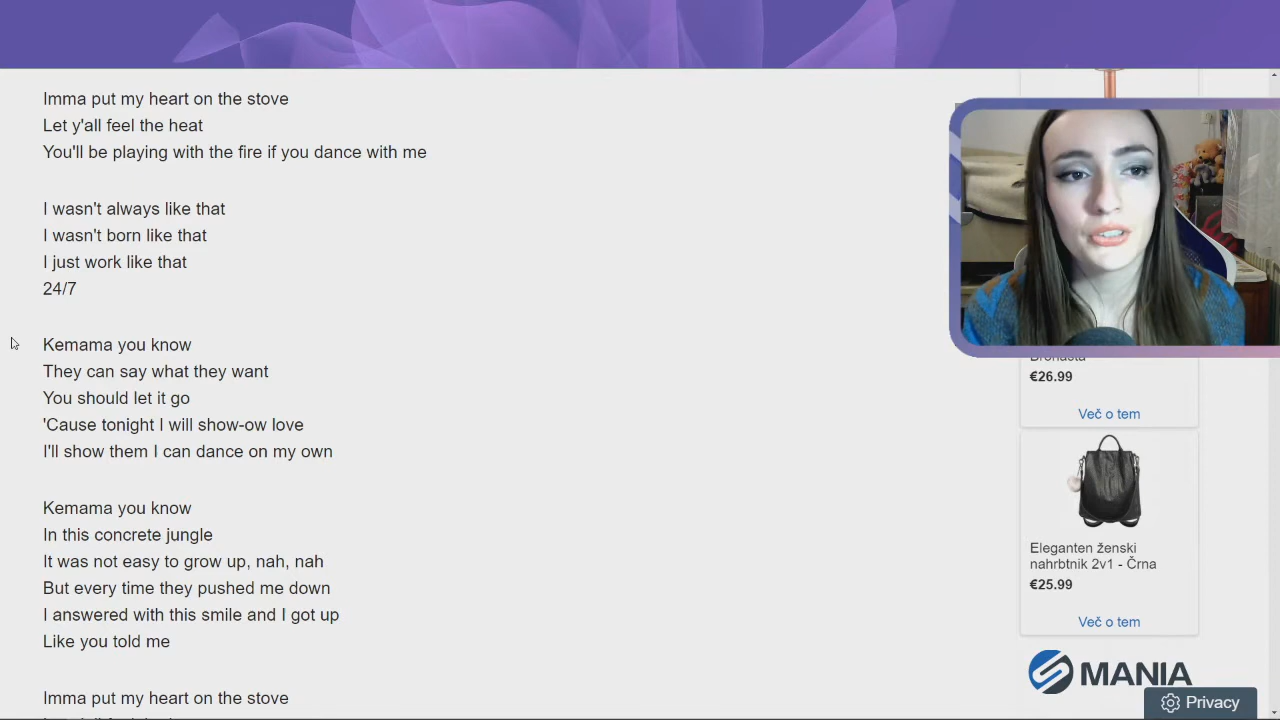 Imma put my heart on the stove
Let y'all feel the heat
You'll be playing with the fire if you dance with me
I wasn't always like that
I wasn't born like that
I just work like that
24/7
Kemama you know
They can say what they want
You should let it go
'Cause tonight I will show-ow love
I'll show them I can dance on my own
Kemama you know
In this concrete jungle
It was not easy to grow up, nah, nah
But every time they pushed me down
I answered with this smile and I got up
Like you told me
Imma put my heart on the stove
€26.99
Več o tem
Eleganten ženski
nahrbtnik 2v1 - Črna
€25.99
Več o tem
MANIA
Privacy